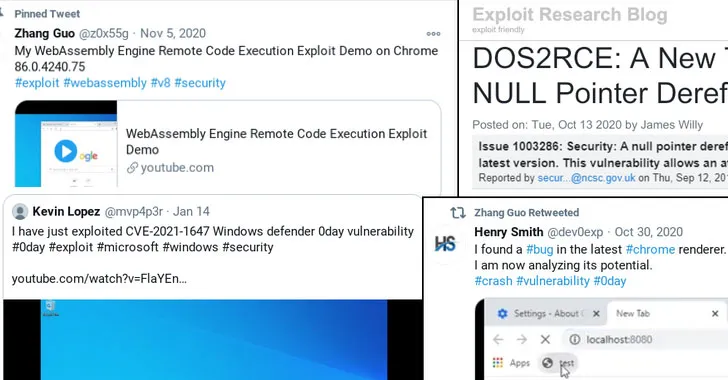 Pinned Tweet
Zhang Guo @z0x55g · Nov 5, 2020
My WebAssembly Engine Remote Code Execution Exploit Demo on Chrome
86.0.4240.75
#exploit #webassembly #v8 #security
ogle
WebAssembly Engine Remote Code Execution Exploit
Demo
youtube.com
Kevin Lopez @mvp4p3r · Jan 14
I have just exploited CVE-2021-1647 Windows defender 0day vulnerability
#0day #exploit #microsoft #windows #security
youtube.com/watch?v=FlaYEn...
Exploit Research Blog
exploit friendly
DOS2RCE: A New T
NULL Pointer Deref
Posted on: Tue, Oct 13 2020 by James Willy
Issue 1003286: Security: A null pointer deref
latest version. This vulnerability allows an at
Reported by secur...@ncsc.gov.uk on Thu, Sep 12, 201
Zhang Guo Retweeted
HS
Henry Smith @dev0exp · Oct 30, 2020
I found a #bug in the latest #chrome renderer.
I am now analyzing its potential.
#crash #vulnerability #0day
Settings - About C
New Tab
localhost:8080
Apps
test